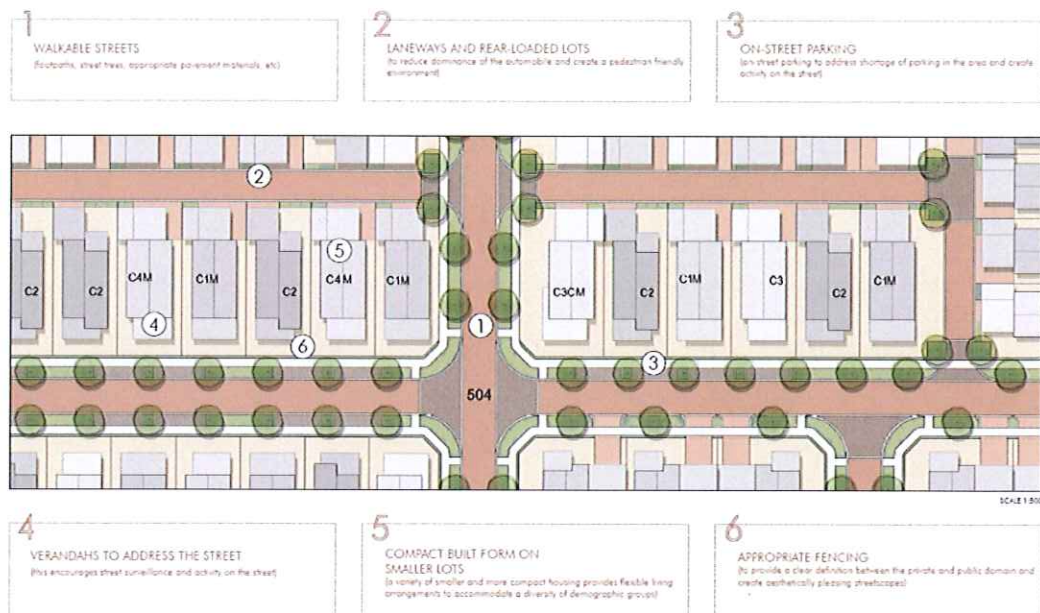 1
WALKABLE STREETS
(footpaths, street trees, appropriate pavement materials, etc)
2
LANEWAYS AND REAR-LOADED LOTS
(to reduce dominance of the automobile and create a pedestrian friendly
environment)
3
ON-STREET PARKING
(on-street parking to address shortage of parking in the area and create
activity on the street)
2
5
C2
C2
C4M
C1M
C2
C4M
C1M
C3CM
C2
C1M
C3
C2
C1M
4
6
1
3
504
SCALE 1:500
4
VERANDAHS TO ADDRESS THE STREET
(this encourages street surveillance and activity on the street)
5
COMPACT BUILT FORM ON
SMALLER LOTS
(a variety of smaller and more compact housing provides flexible living
arrangements to accommodate a diversity of demographic groups)
6
APPROPRIATE FENCING
(to provide a clear definition between the private and public domain and
create aesthetically pleasing streetscapes)